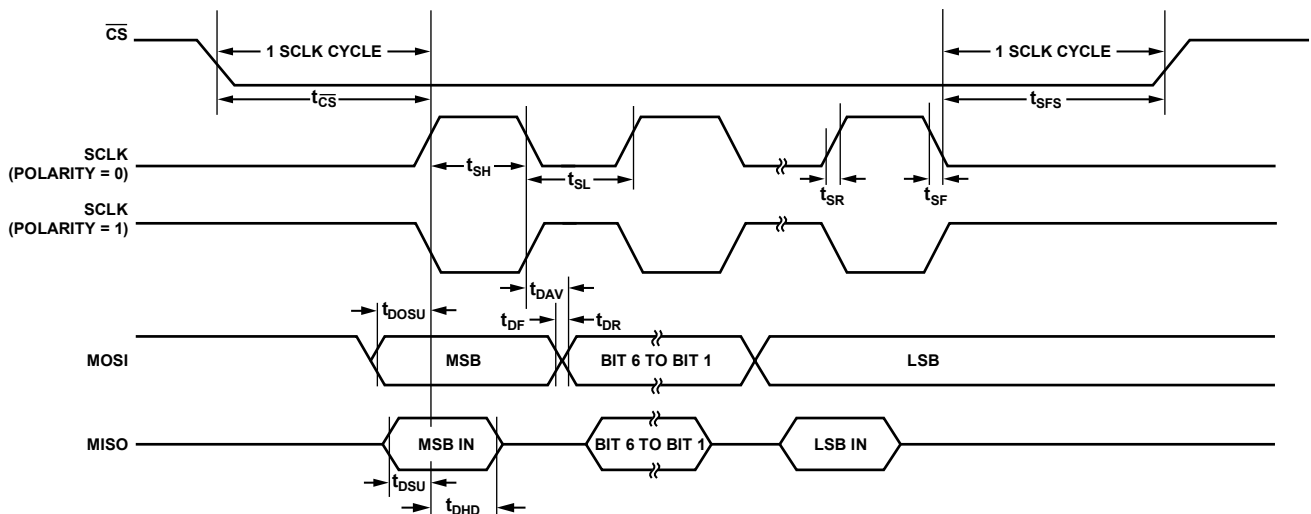 CS
1 SCLK CYCLE
1 SCLK CYCLE
tCS
tSFS
SCLK
(POLARITY = 0)
tSH
tSL
tSR
tSF
SCLK
(POLARITY = 1)
tDAV
tDOSU
tDF
tDR
MOSI
MSB
BIT 6 TO BIT 1
LSB
MISO
MSB IN
BIT 6 TO BIT 1
LSB IN
tDSU
tDHD